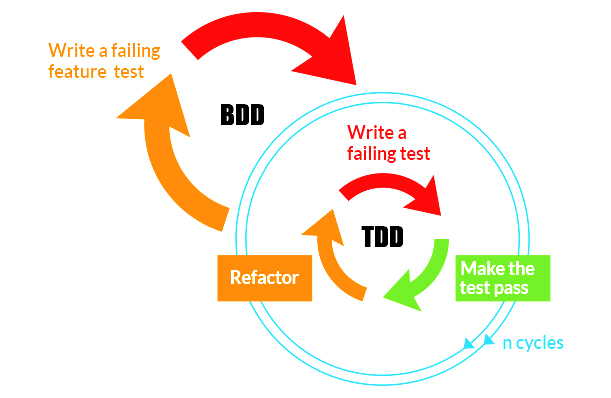 Write a failing
feature test
BDD
Write a
failing test
TDD
Refactor
Make the
test pass
n cycles